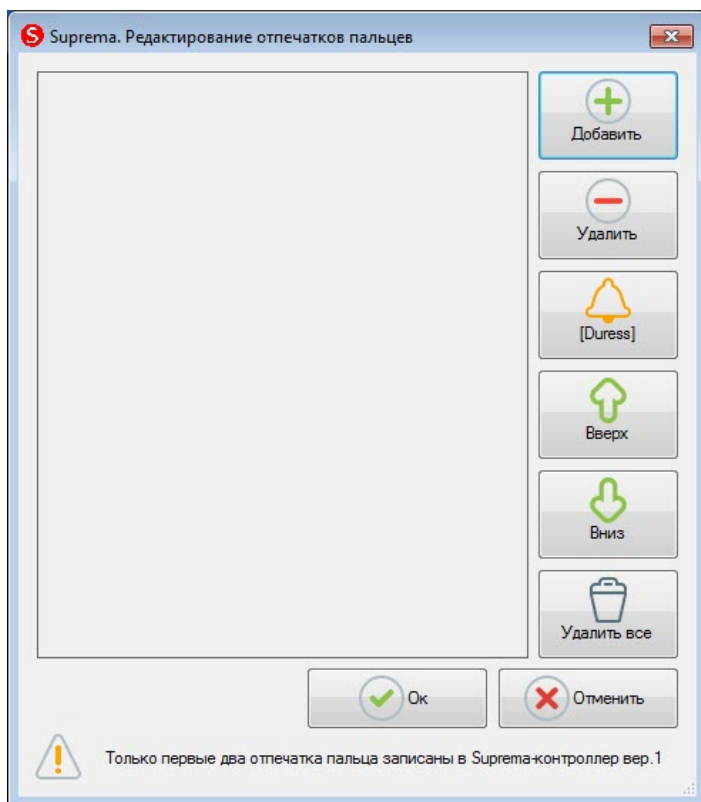 S Suprema. Редактирование отпечатков пальцев
Добавить
Удалить
[Duress]
Вверх
Вниз
Удалить все
Ок
Отменить
Только первые два отпечатка пальца записаны в Suprema-контроллер вер.1